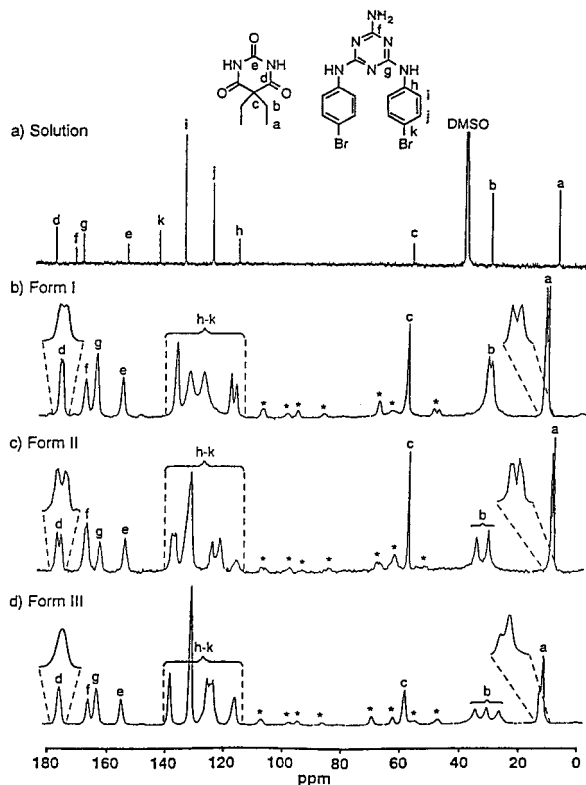 O
e
HN NH
d
O O
c b
a
NH2
f
N N
g
HN N NH
h
i
j
k
Br Br
a) Solution
i
DMSO
j
b
a
d
g
f
e
k
h
c
b) Form I
h-k
d
f
g
e
c
b
a
* * * * * * *
c) Form II
h-k
d
f
g
e
c
b
a
* * * * * * *
d) Form III
h-k
d
f
g
e
c
b
a
* * * * * * * *
180 160 140 120 100 80 60 40 20 0
ppm